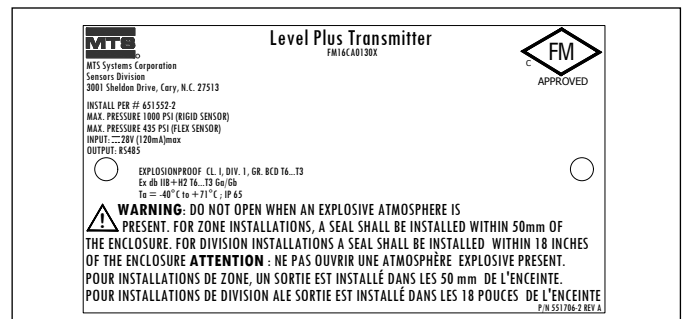 MTS
Level Plus Transmitter
FM16CA0130X
C FM
APPROVED
MTS Systems Corporation
Sensors Division
3001 Sheldon Drive, Cary, N.C. 27513
INSTALL PER # 651552-2
MAX. PRESSURE 1000 PSI (RIGID SENSOR)
MAX. PRESSURE 435 PSI (FLEX SENSOR)
INPUT: ⎓28V (120mA)max
OUTPUT: RS485
EXPLOSIONPROOF CL. I, DIV. 1, GR. BCD T6...T3
Ex db IIB+H2 T6...T3 Ga/Gb
Ta = -40°C to +71°C ; IP 65
WARNING: DO NOT OPEN WHEN AN EXPLOSIVE ATMOSPHERE IS
PRESENT. FOR ZONE INSTALLATIONS, A SEAL SHALL BE INSTALLED WITHIN 50mm OF
THE ENCLOSURE. FOR DIVISION INSTALLATIONS A SEAL SHALL BE INSTALLED WITHIN 18 INCHES
OF THE ENCLOSURE ATTENTION : NE PAS OUVRIR UNE ATMOSPHÈRE EXPLOSIVE PRESENT.
POUR INSTALLATIONS DE ZONE, UN SORTIE EST INSTALLÉ DANS LES 50 mm DE L'ENCEINTE.
POUR INSTALLATIONS DE DIVISION ALE SORTIE EST INSTALLÉ DANS LES 18 POUCES DE L'ENCEINTE
P/N 551706-2 REV A